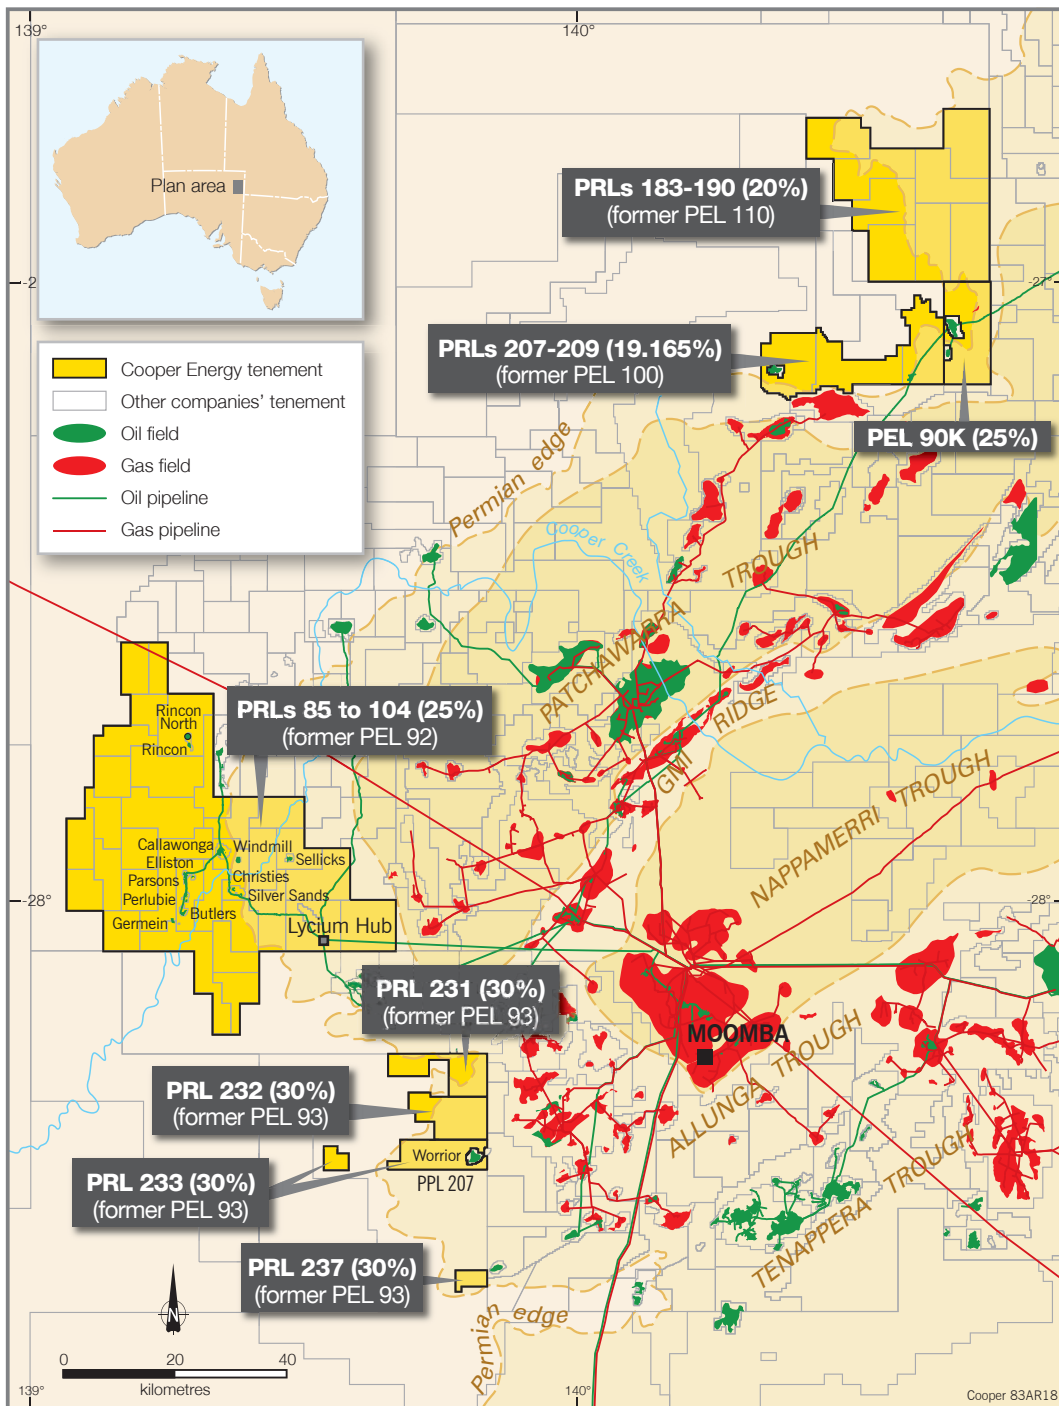 139°
140°
Plan area
PRLs 183-190 (20%)
(former PEL 110)
-2
-27°
PRLs 207-209 (19.165%)
(former PEL 100)
Cooper Energy tenement
Other companies' tenement
Oil field
Gas field
Oil pipeline
Gas pipeline
PEL 90K (25%)
Permian edge
Cooper Creek
PATCHAWARRA TROUGH
GMI RIDGE
NAPPAMERRI TROUGH
PRLs 85 to 104 (25%)
(former PEL 92)
Rincon
North
Rincon
Callawonga
Windmill
Elliston
Sellicks
Parsons
Christies
Perlubie
Silver Sands
Butlers
Germein
-28°
-28°
Lycium Hub
PRL 231 (30%)
(former PEL 93)
MOOMBA
ALLUNGA TROUGH
PRL 232 (30%)
(former PEL 93)
Worrior
PPL 207
PRL 233 (30%)
(former PEL 93)
TENAPPERA TROUGH
PRL 237 (30%)
(former PEL 93)
Permian edge
N
0 20 40
kilometres
139°
140°
Cooper 83AR18